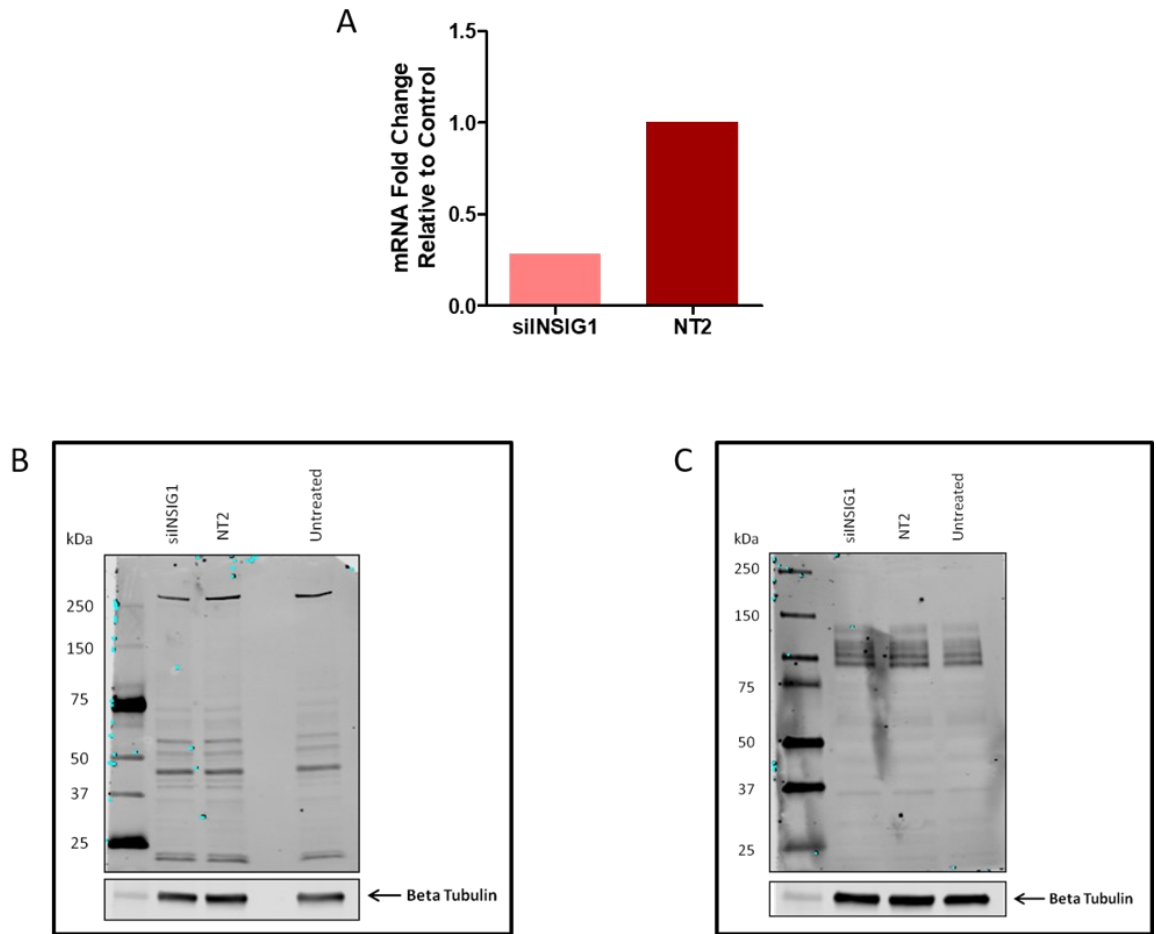 A
mRNA Fold Change
Relative to Control
1.5
1.0
0.5
0.0
siINSIG1
NT2
B
kDa
siINSIG1
NT2
Untreated
250
150
75
50
37
25
Beta Tubulin
C
kDa
siINSIG1
NT2
Untreated
250
150
75
50
37
25
Beta Tubulin